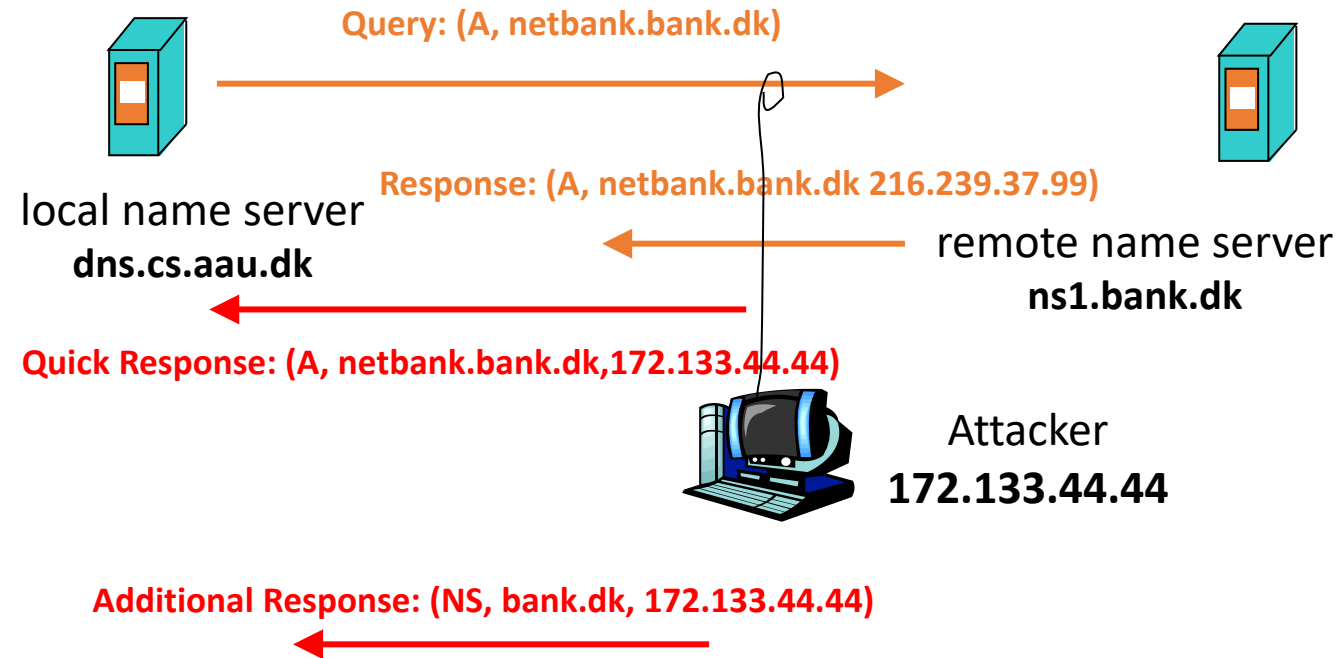 Query: (A, netbank.bank.dk)
Response: (A, netbank.bank.dk 216.239.37.99)
local name server
dns.cs.aau.dk
remote name server
ns1.bank.dk
Quick Response: (A, netbank.bank.dk,172.133.44.44)
Attacker
172.133.44.44
Additional Response: (NS, bank.dk, 172.133.44.44)